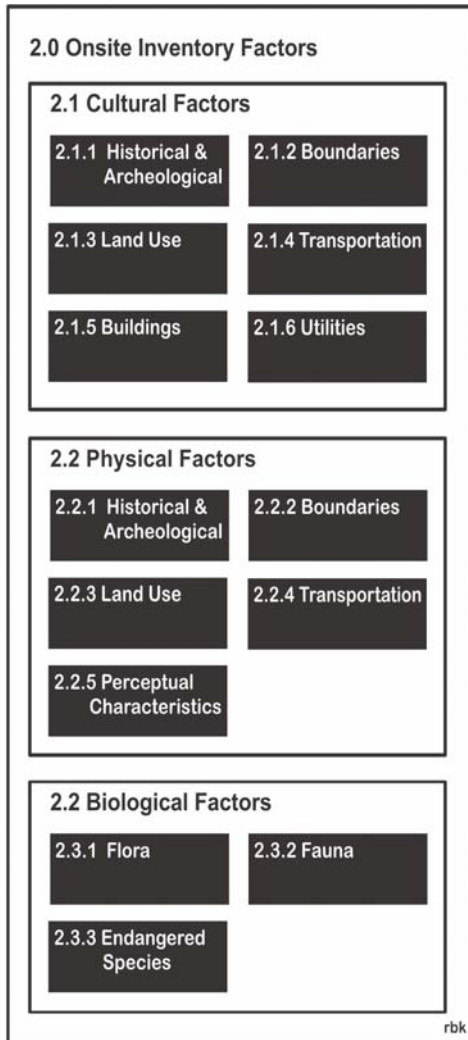 2.0 Onsite Inventory Factors
2.1 Cultural Factors
2.1.1 Historical &
Archeological
2.1.2 Boundaries
2.1.3 Land Use
2.1.4 Transportation
2.1.5 Buildings
2.1.6 Utilities
2.2 Physical Factors
2.2.1 Historical &
Archeological
2.2.2 Boundaries
2.2.3 Land Use
2.2.4 Transportation
2.2.5 Perceptual
Characteristics
2.2 Biological Factors
2.3.1 Flora
2.3.2 Fauna
2.3.3 Endangered
Species
rbk